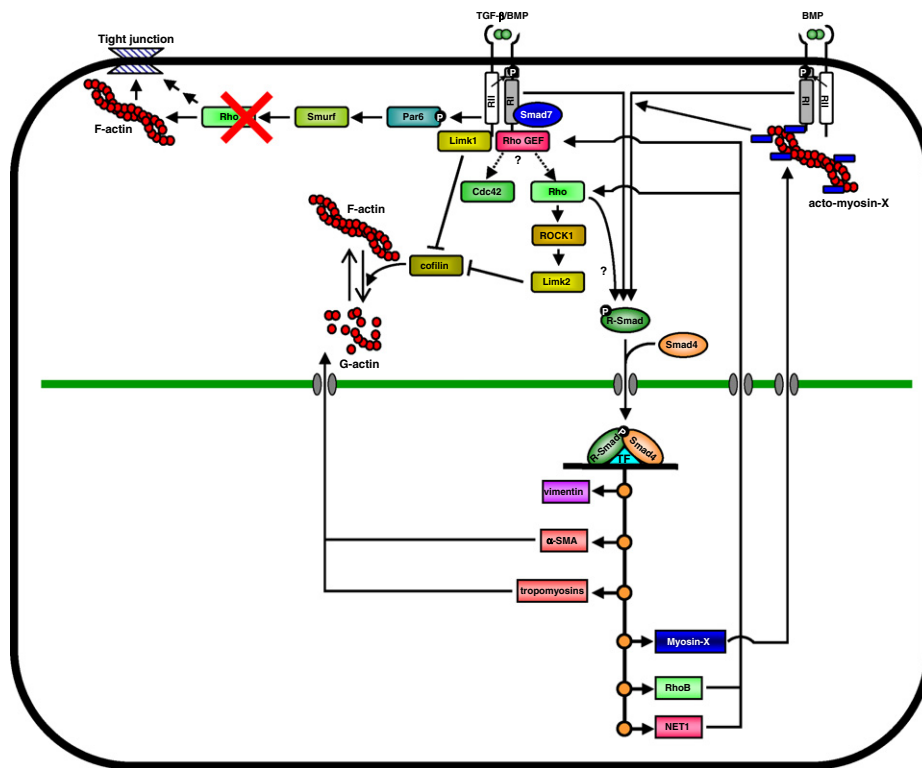 TGF-β/BMP
BMP
Tight junction
P
P
RII
RI
RI
RII
Smad7
F-actin
Rho
Smurf
Par6
P
Limk1
Rho GEF
?
acto-myosin-X
Cdc42
Rho
F-actin
ROCK1
cofilin
Limk2
?
P
R-Smad
Smad4
G-actin
P
R-Smad
Smad4
TF
vimentin
α-SMA
tropomyosins
Myosin-X
RhoB
NET1